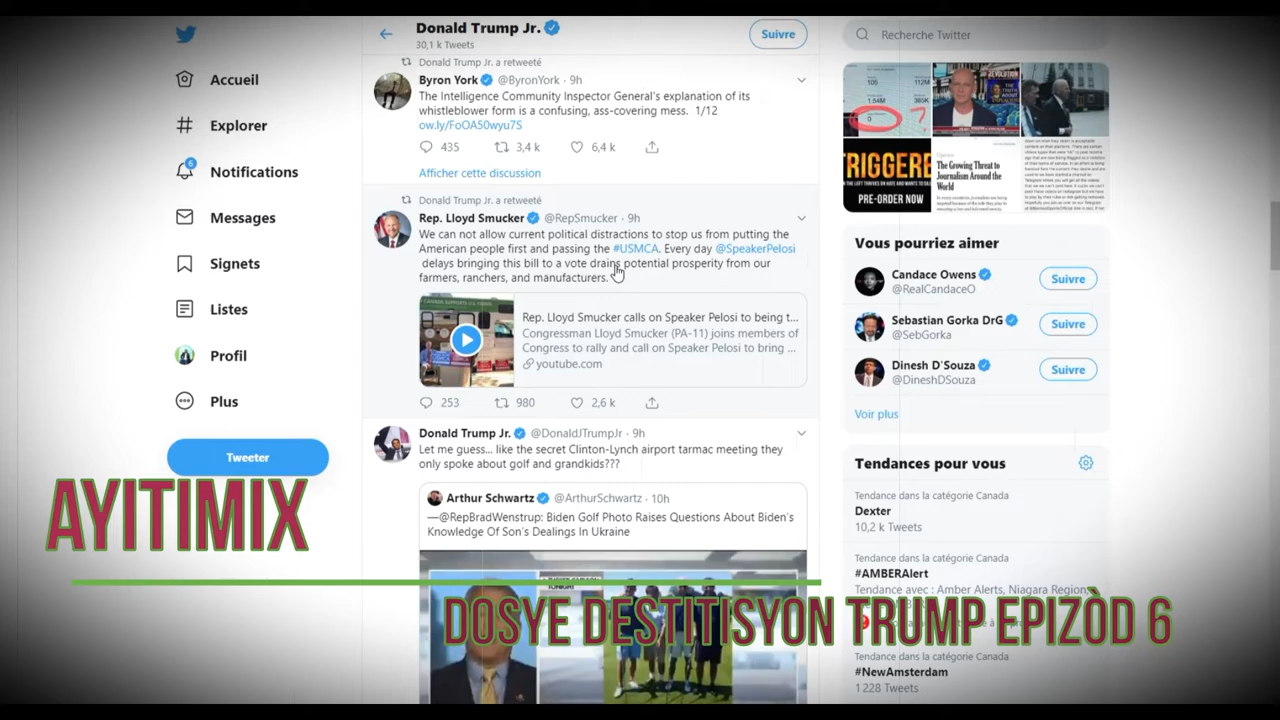 Accueil
Explorer
6
Notifications
Messages
Signets
Listes
Profil
Plus
Tweeter
Donald Trump Jr.
30,1 k Tweets
Suivre
Donald Trump Jr. a retweeté
Byron York @ByronYork · 9h
The Intelligence Community Inspector General's explanation of its
whistleblower form is a confusing, ass-covering mess. 1/12
ow.ly/FoOA50wyu7S
435 3,4 k 6,4 k
Afficher cette discussion
Donald Trump Jr. a retweeté
Rep. Lloyd Smucker @RepSmucker · 9h
We can not allow current political distractions to stop us from putting the
American people first and passing the #USMCA. Every day @SpeakerPelosi
delays bringing this bill to a vote drains potential prosperity from our
farmers, ranchers, and manufacturers.
Rep. Lloyd Smucker calls on Speaker Pelosi to being t...
Congressman Lloyd Smucker (PA-11) joins members of
Congress to rally and call on Speaker Pelosi to bring ...
youtube.com
253 980 2,6 k
Donald Trump Jr. @DonaldJTrumpJr · 9h
Let me guess... like the secret Clinton-Lynch airport tarmac meeting they
only spoke about golf and grandkids???
Arthur Schwartz @ArthurSchwartz · 10h
—@RepBradWenstrup: Biden Golf Photo Raises Questions About Biden's
Knowledge Of Son's Dealings In Ukraine
Recherche Twitter
TRIGGERE
PRE-ORDER NOW
The Growing Threat to
Journalism Around the
World
Vous pourriez aimer
Candace Owens
@RealCandaceO
Suivre
Sebastian Gorka DrG
@SebGorka
Suivre
Dinesh D'Souza
@DineshDSouza
Suivre
Voir plus
Tendances pour vous
Tendance dans la catégorie Canada
Dexter
10,2 k Tweets
Tendance dans la catégorie Canada
#AMBERAlert
Tendance avec : Amber Alerts, Niagara Region,
Tendance dans la catégorie Canada
#NewAmsterdam
1 228 Tweets
AYITIMIX
DOSYE DESTITISYON TRUMP EPIZÒD 6